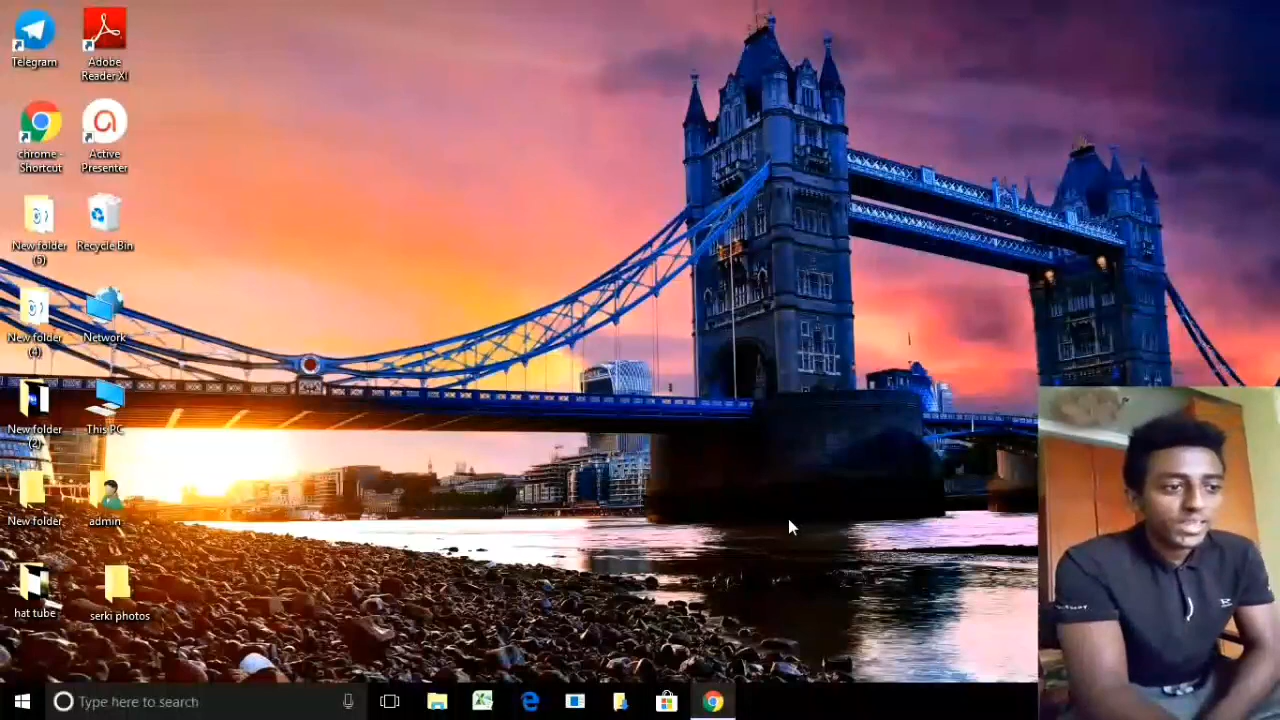 Telegram
Adobe
Reader XI
chrome -
Shortcut
Active
Presenter
New folder
(5)
Recycle Bin
New folder
(4)
Network
New folder
(2)
This PC
New folder
admin
hat tube
serki photos
Type here to search